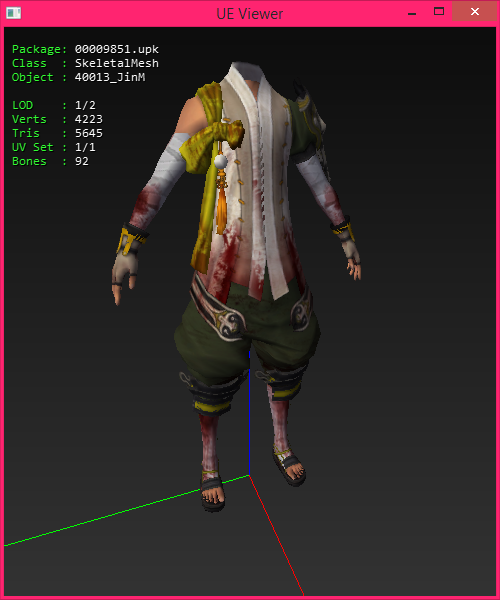 UE Viewer
Package: 00009851.upk
Class  : SkeletalMesh
Object : 40013_JinM
LOD    : 1/2
Verts  : 4223
Tris   : 5645
UV Set : 1/1
Bones  : 92